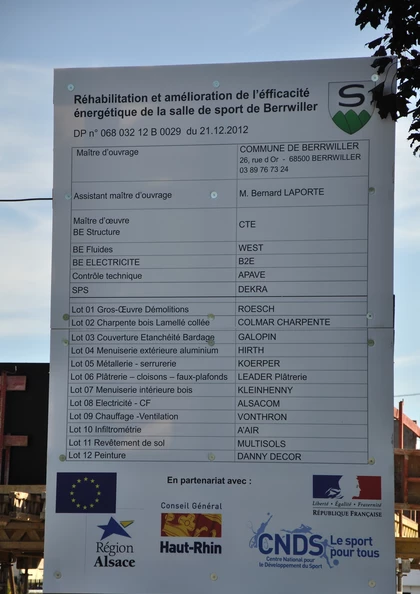 Réhabilitation et amélioration de l'éfficacité
énergétique de la salle de sport de Berrwiller
S
DP n° 068 032 12 B 0029 du 21.12.2012
Maître d'ouvrage COMMUNE DE BERRWILLER
26, rue d'Or - 68500 BERRWILLER
03 89 76 73 24
Assistant maître d'ouvrage M. Bernard LAPORTE
Maître d'œuvre
BE Structure CTE
BE Fluides WEST
BE ELECTRICITE B2E
Contrôle technique APAVE
SPS DEKRA
Lot 01 Gros-Œuvre Démolitions ROESCH
Lot 02 Charpente bois Lamellé collée COLMAR CHARPENTE
Lot 03 Couverture Etanchéité Bardage GALOPIN
Lot 04 Menuiserie extérieure aluminium HIRTH
Lot 05 Métallerie - serrurerie KOERPER
Lot 06 Plâtrerie – cloisons – faux-plafonds LEADER Plâtrerie
Lot 07 Menuiserie intérieure bois KLEINHENNY
Lot 08 Electricité - CF ALSACOM
Lot 09 Chauffage -Ventilation VONTHRON
Lot 10 Infiltrométrie A'AIR
Lot 11 Revêtement de sol MULTISOLS
Lot 12 Peinture DANNY DECOR
En partenariat avec :
Région
Alsace
Conseil Général
Haut-Rhin
CNDS
Centre National pour
le Développement du Sport
Le sport
pour tous
Liberté • Égalité • Fraternité
RÉPUBLIQUE FRANÇAISE